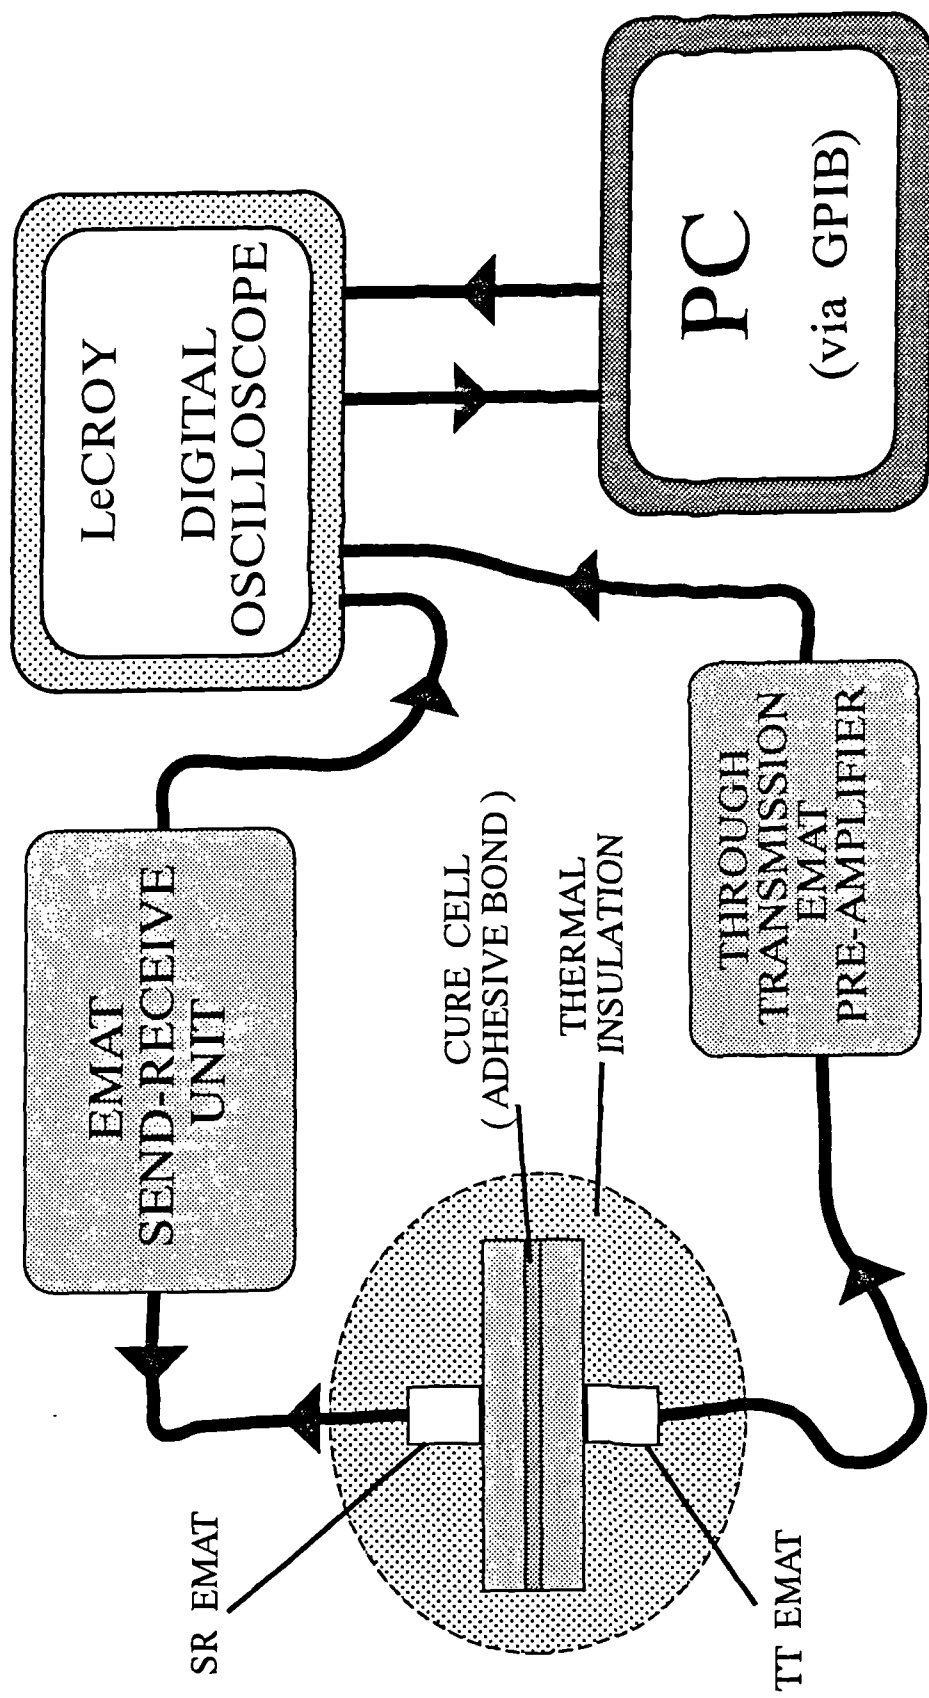 LeCROY
DIGITAL
OSCILLOSCOPE
PC
(via GPIB)
EMAT
SEND-RECEIVE
UNIT
CURE CELL
(ADHESIVE BOND)
THERMAL
INSULATION
THROUGH
TRANSMISSION
EMAT
PRE-AMPLIFIER
SR EMAT
TT EMAT